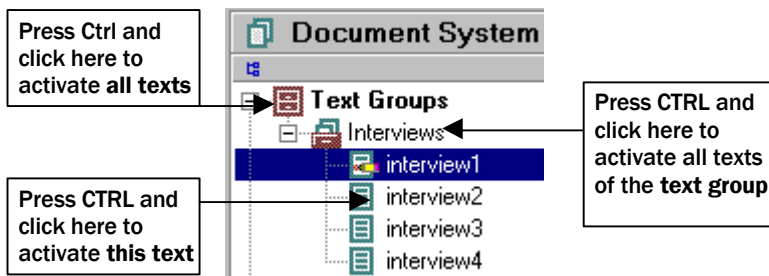 Press Ctrl and
click here to
activate all texts
Document System
Text Groups
Interviews
interview1
interview2
interview3
interview4
Press CTRL and
click here to
activate all texts
of the text group
Press CTRL and
click here to
activate this text